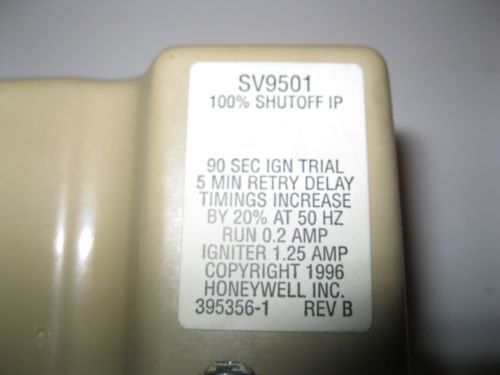 SV9501
100% SHUTOFF IP
90 SEC IGN TRIAL
5 MIN RETRY DELAY
TIMINGS INCREASE
BY 20% AT 50 HZ
RUN 0.2 AMP
IGNITER 1.25 AMP
COPYRIGHT 1996
HONEYWELL INC.
395356-1 REV B